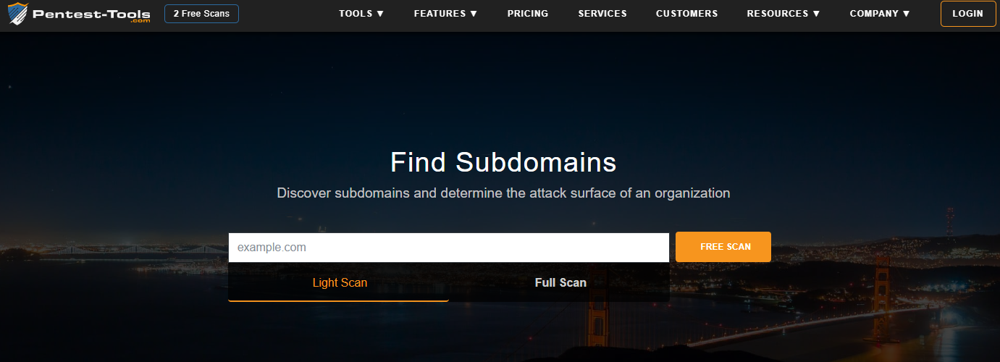 Pentest-Tools
.com
2 Free Scans
TOOLS ▼
FEATURES ▼
PRICING
SERVICES
CUSTOMERS
RESOURCES ▼
COMPANY ▼
LOGIN
Find Subdomains
Discover subdomains and determine the attack surface of an organization
example.com
FREE SCAN
Light Scan
Full Scan